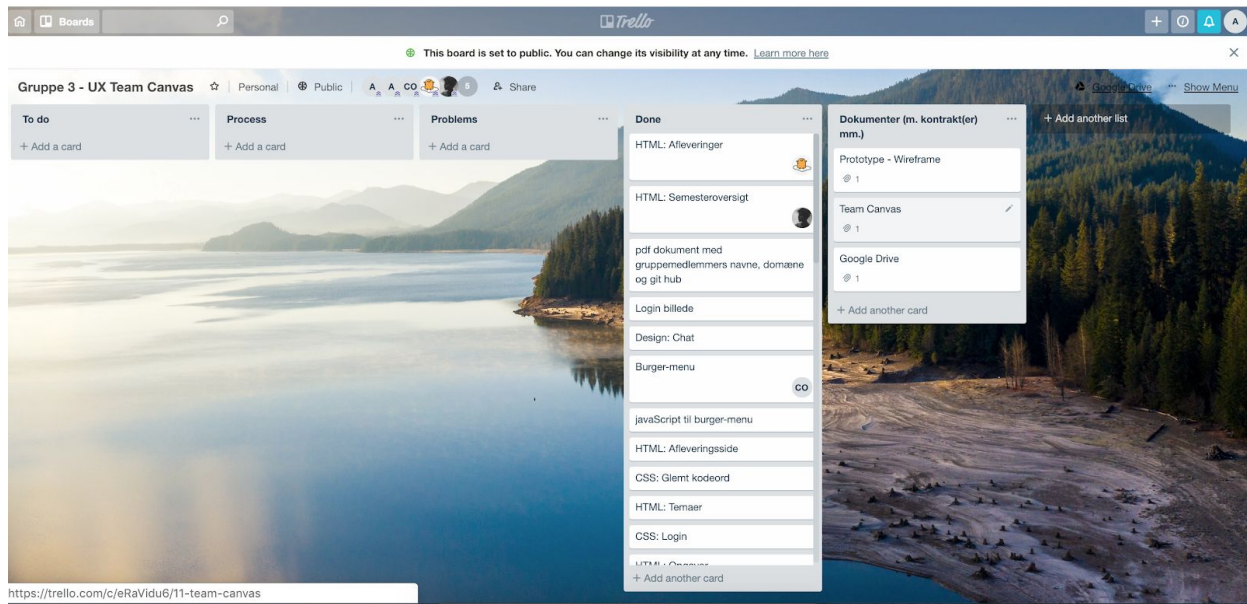 Boards
Trello
A
This board is set to public. You can change its visibility at any time. Learn more here
Gruppe 3 - UX Team Canvas
Personal
Public
A A CO 5
Share
Google Drive
Show Menu
To do
+ Add a card
Process
+ Add a card
Problems
+ Add a card
Done
HTML: Afleveringer
HTML: Semesteroversigt
pdf dokument med
gruppemedlemmers navne, domæne
og git hub
Login billede
Design: Chat
Burger-menu
CO
javaScript til burger-menu
HTML: Afleveringsside
CSS: Glemt kodeord
HTML: Temaer
CSS: Login
HTML: Opgaver
+ Add another card
Dokumenter (m. kontrakt(er)
mm.)
Prototype - Wireframe
1
Team Canvas
1
Google Drive
1
+ Add another card
+ Add another list
https://trello.com/c/eRaVidu6/11-team-canvas